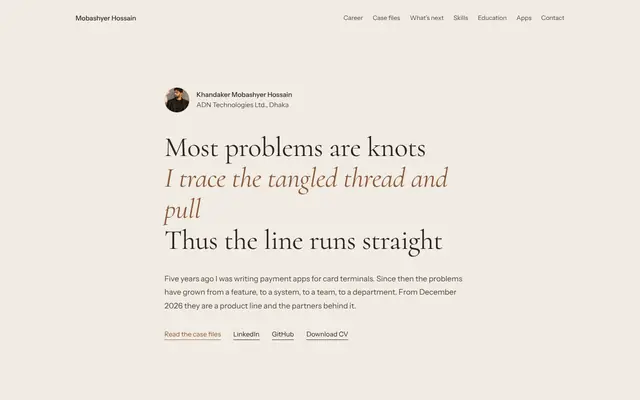 Mobashyer Hossain
Career Case files What's next Skills Education Apps Contact
Khandaker Mobashyer Hossain
ADN Technologies Ltd., Dhaka
Most problems are knots
I trace the tangled thread and
pull
Thus the line runs straight
Five years ago I was writing payment apps for card terminals. Since then the problems
have grown from a feature, to a system, to a team, to a department. From December
2026 they are a product line and the partners behind it.
Read the case files LinkedIn GitHub Download CV